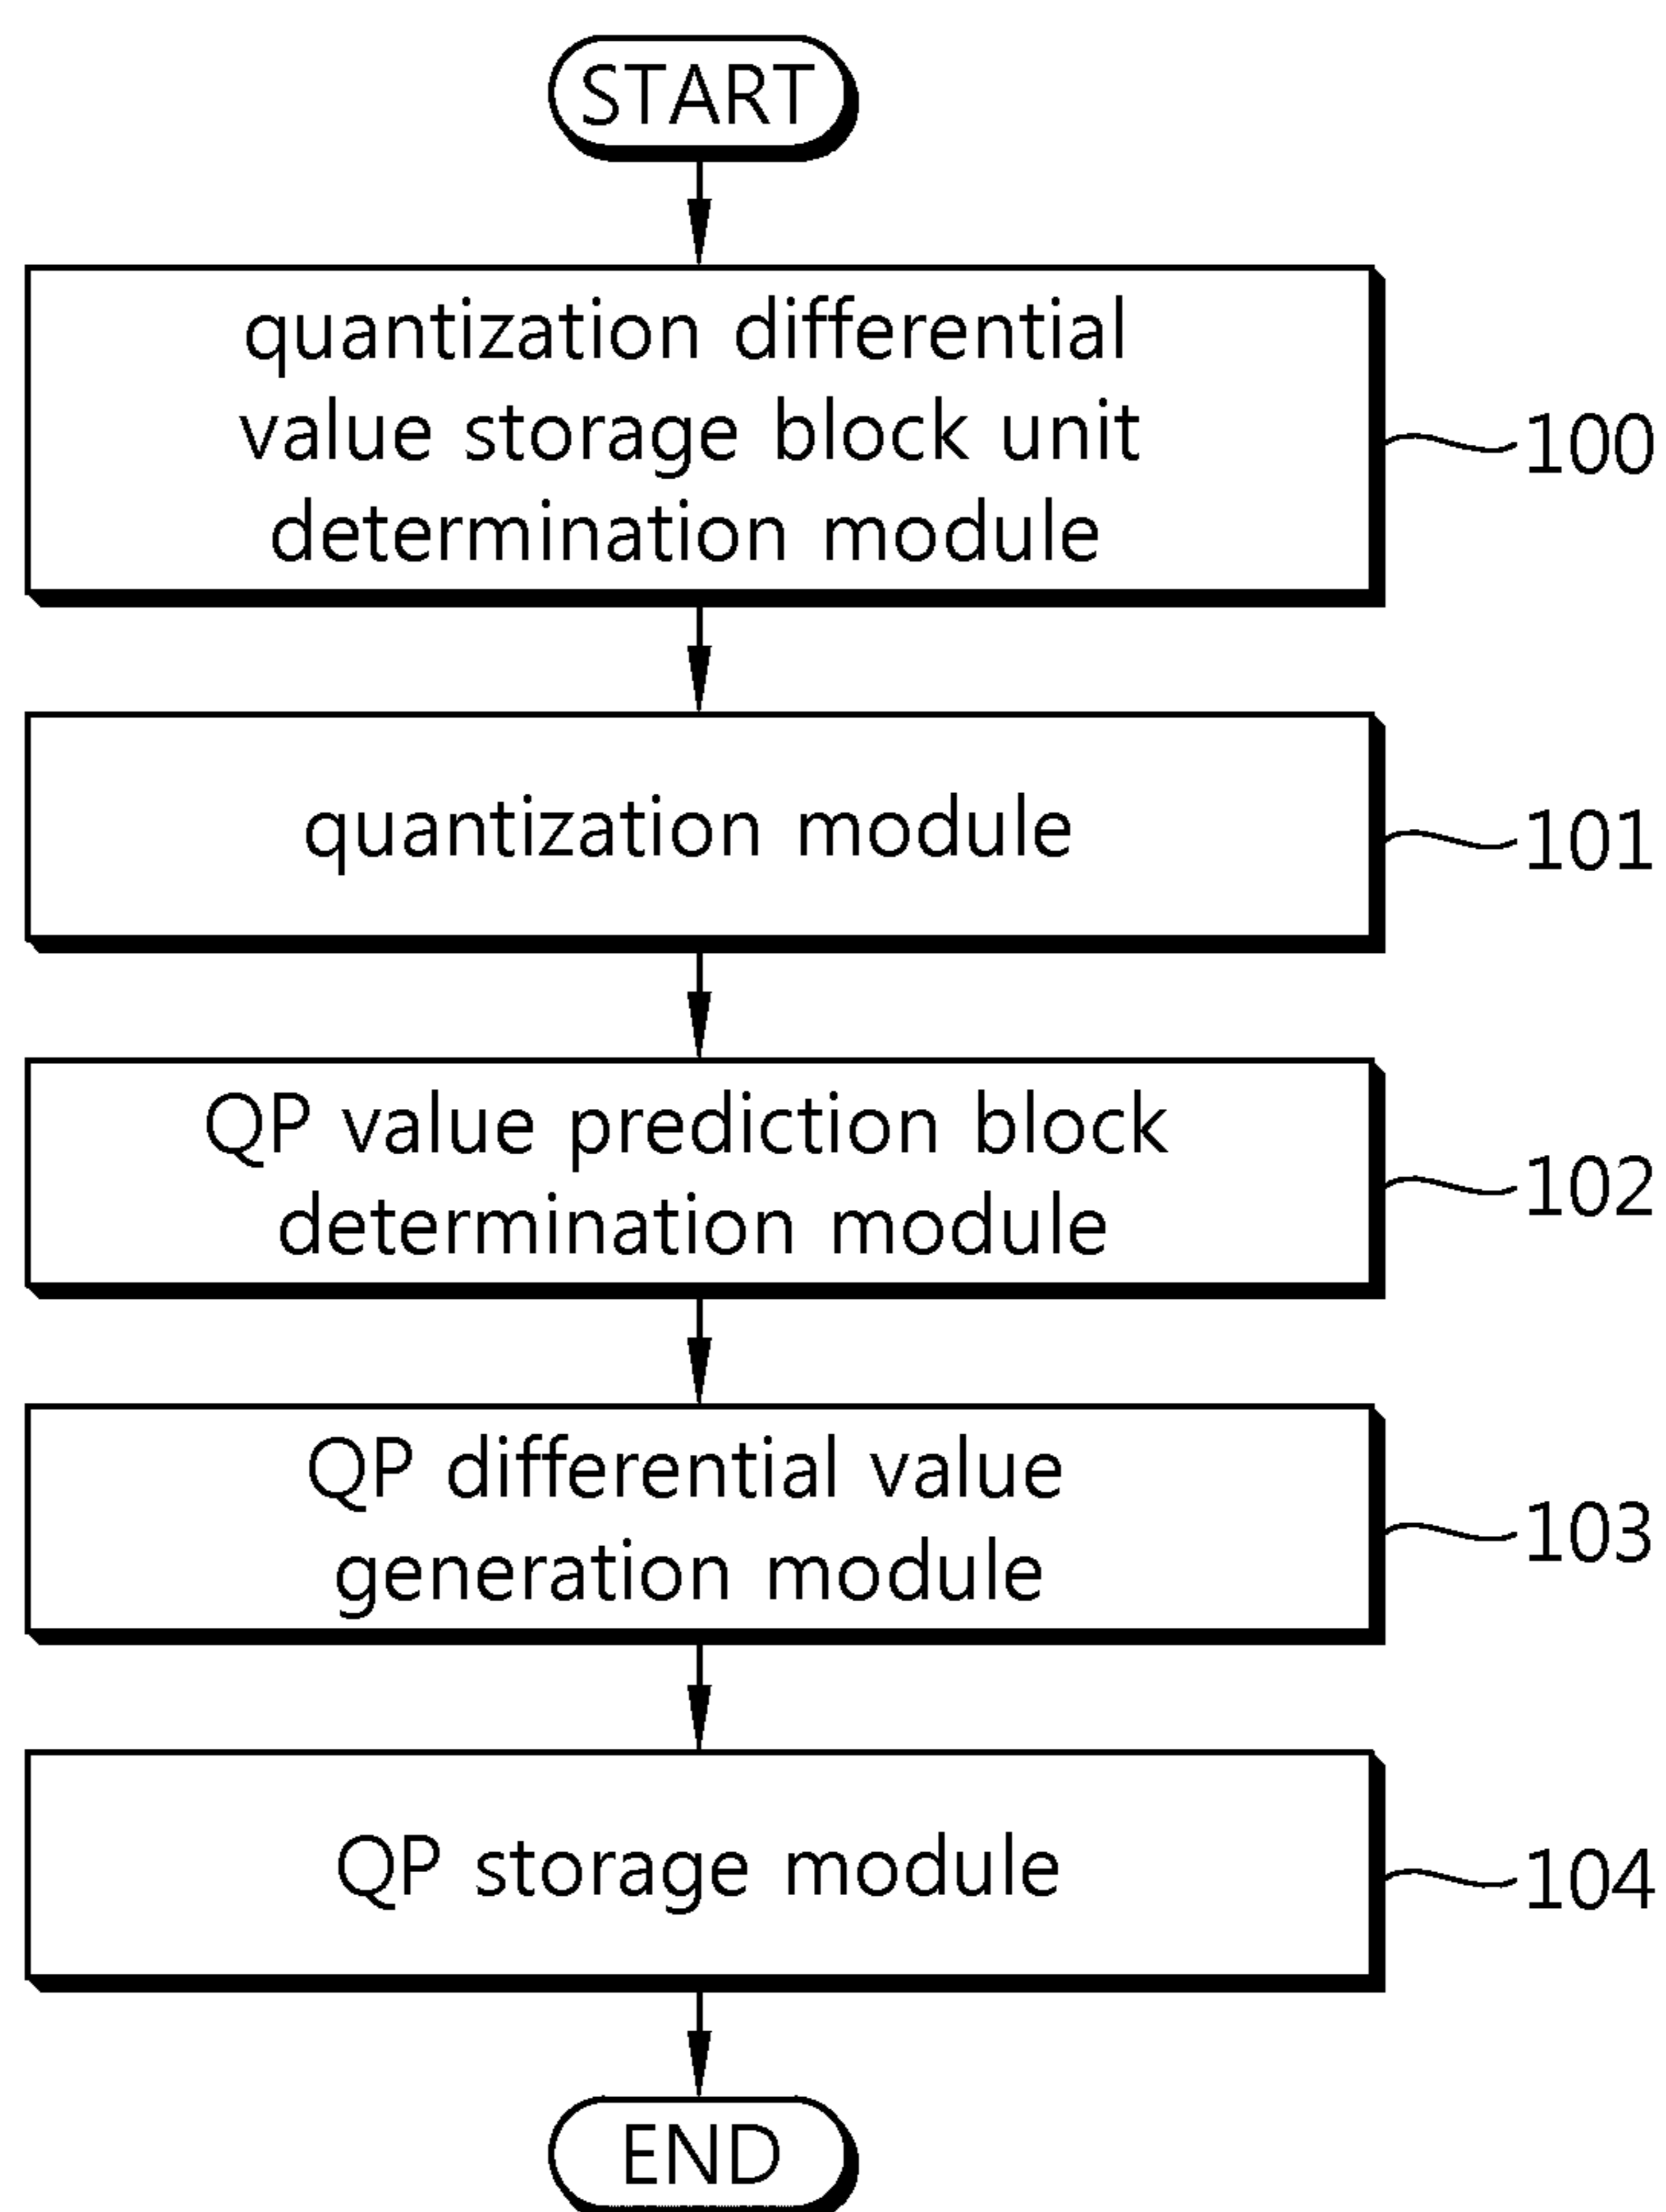 START
quantization differential
value storage block unit
determination module
100
quantization module
101
QP value prediction block
determination module
102
QP differential value
generation module
103
QP storage module
104
END